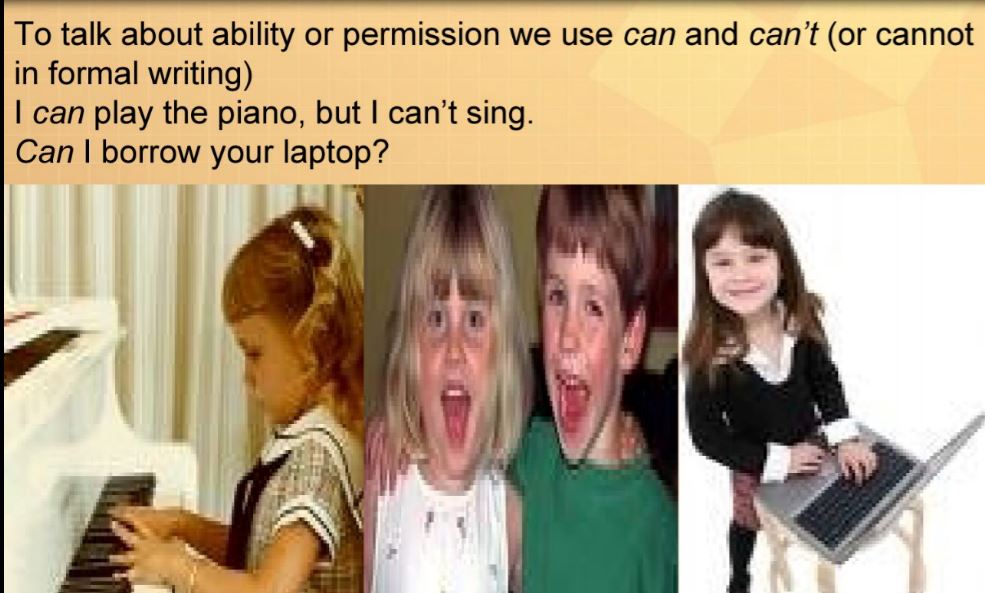 To talk about ability or permission we use can and can’t (or cannot
in formal writing)
I can play the piano, but I can’t sing.
Can I borrow your laptop?